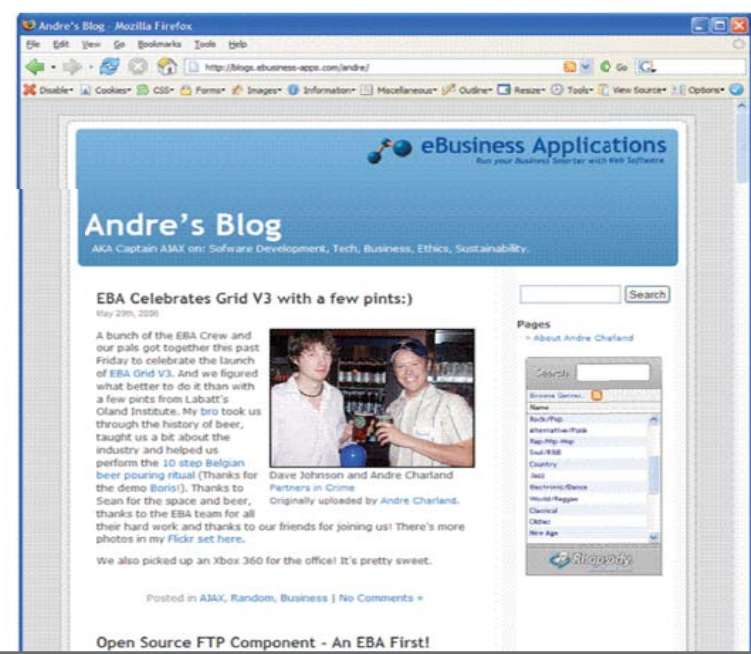 Andre's Blog - Mozilla Firefox
File Edit View Go Bookmarks Tools Help
http://blogs.ebusiness-apps.com/andre/
Go
Disable Cookies CSS Forms Images Information Miscellaneous Outline Resize Tools View Source Options
eBusiness Applications
Run your Business Smarter with Web Software
Andre's Blog
AKA Captain AJAX on: Sofware Development, Tech, Business, Ethics, Sustainability.
EBA Celebrates Grid V3 with a few pints:)
May 29th, 2006
A bunch of the EBA Crew and
our pals got together this past
Friday to celebrate the launch
of EBA Grid V3. And we figured
what better to do it than with
a few pints from Labatt's
Oland Institute. My bro took us
through the history of beer,
taught us a bit about the
industry and helped us
perform the 10 step Belgian
beer pouring ritual (Thanks for
the demo Boris!). Thanks to
Sean for the space and beer,
thanks to the EBA team for all
their hard work and thanks to our friends for joining us! There's more
photos in my Flickr set here.
Dave Johnson and Andre Charland
Partners in Crime
Originally uploaded by Andre Charland.
We also picked up an Xbox 360 for the office! It's pretty sweet.
Posted in AJAX, Random, Business | No Comments »
Open Source FTP Component - An EBA First!
Search
Pages
» About Andre Charland
Search
Browse Genres..
Name
Rock/Pop
Alternative/Punk
Rap/Hip-Hop
Soul/R&B
Country
Jazz
Electronic/Dance
World/Reggae
Classical
Oldies
New Age
Rhapsody